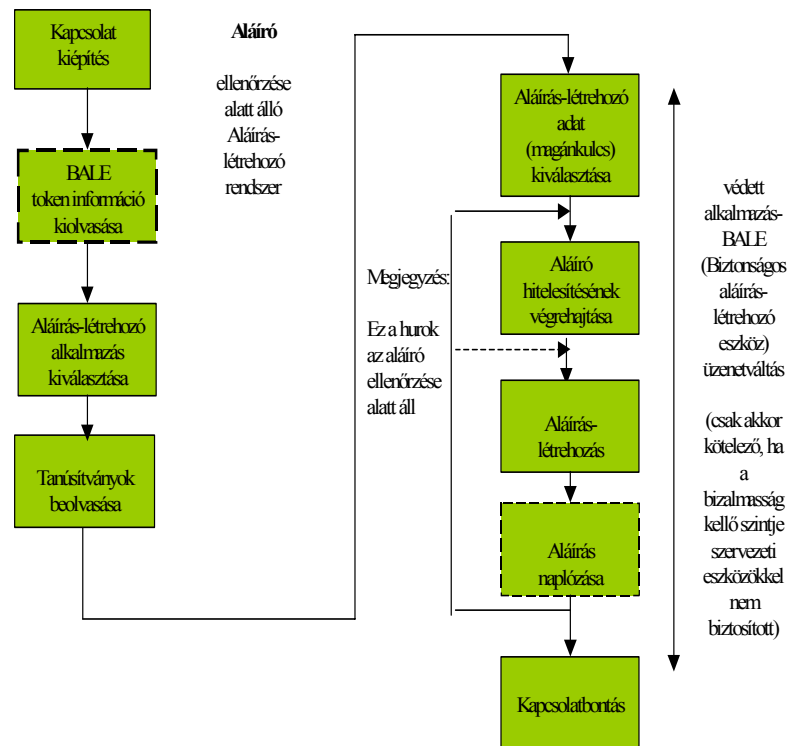 Kapcsolat
kiépítés
Aláíró
ellenőrzése
alatt álló
Aláírás-
létrehozó
rendszer
BALE
token információ
kiolvasása
Aláírás-létrehozó
alkalmazás
kiválasztása
Tanúsítványok
beolvasása
Aláírás-létrehozó
adat
(magánkulcs)
kiválasztása
Megjegyzés:
Ez a hurok
az aláíró
ellenőrzése
alatt áll
Aláíró
hitelesítésének
végrehajtása
Aláírás-
létrehozás
Aláírás
naplózása
Kapcsolatbontás
védett
alkalmazás-
BALE
(Biztonságos
aláírás-
létrehozó
eszköz)
üzenetváltás
(csak akkor
kötelező, ha
a
bizalmasság
kellő szintje
szervezeti
eszközökkel
nem
biztosított)